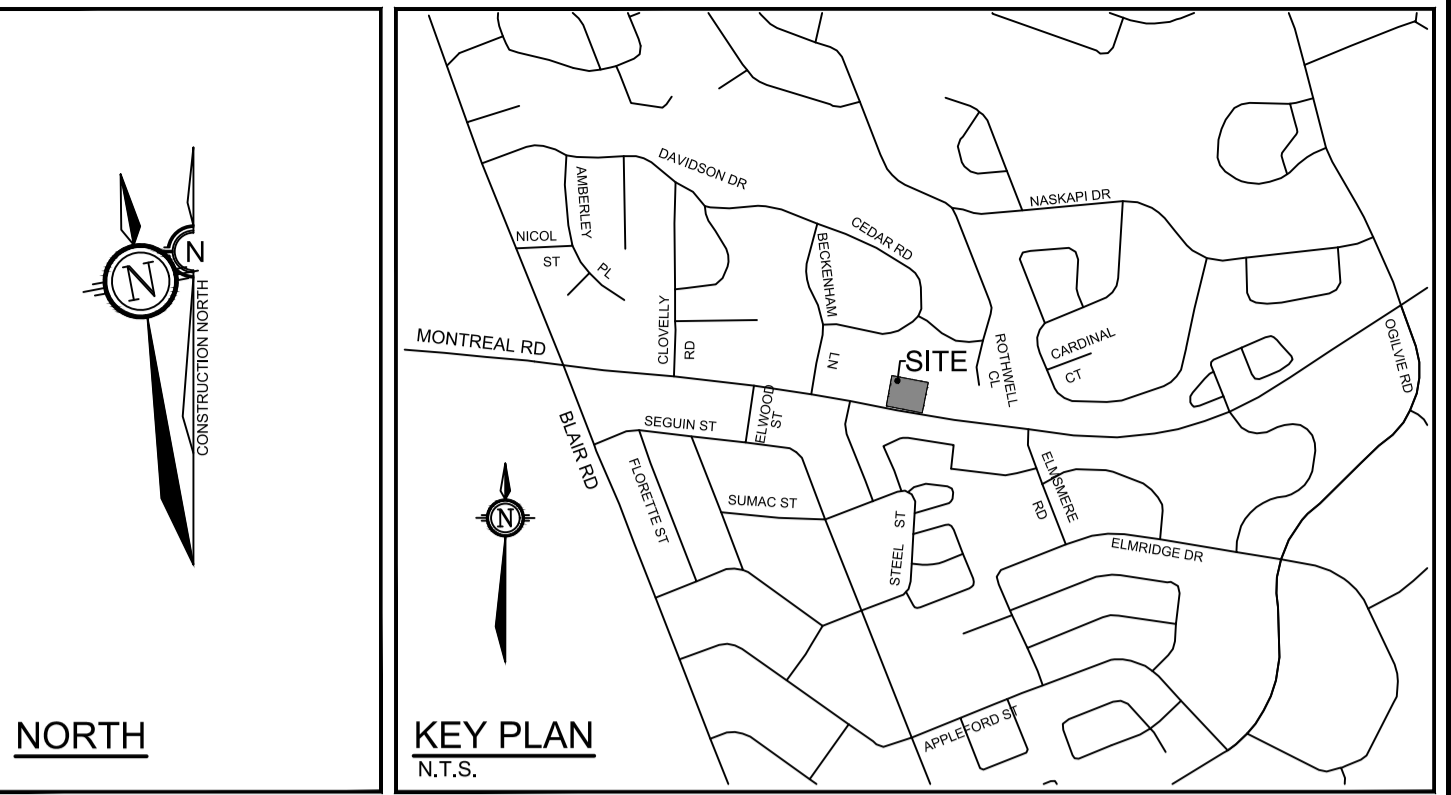 N
N
CONSTRUCTION NORTH
NORTH
DAVIDSON DR
AMBERLEY
PL
NICOL
ST
NASKAPI DR
CEDAR RD
BECKENHAM
LN
CLOVELLY
RD
MONTREAL RD
SITE
ROTHWELL
CL
CARDINAL
CT
OGILVIE RD
BLAIR RD
SEGUIN ST
ELWOOD
ST
FLORETTE ST
SUMAC ST
STEEL ST
ELMSMERE
RD
ELMRIDGE DR
N
APPLEFORD ST
KEY PLAN
N.T.S.